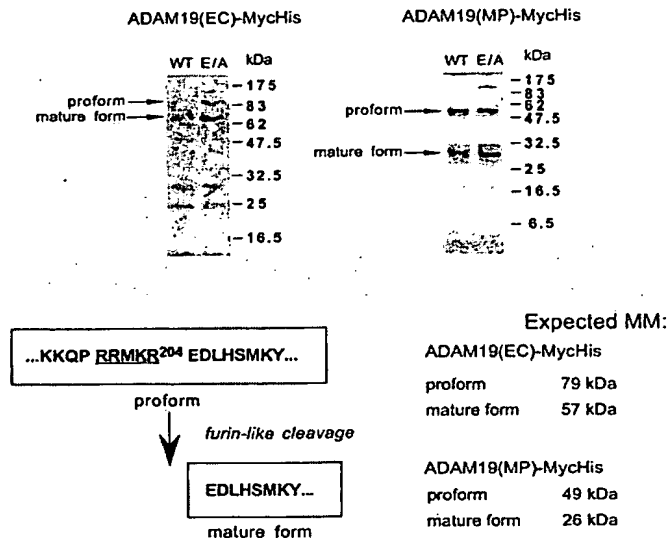 ADAM19(EC)-MycHis
WT E/A kDa
proform
mature form
175
83
62
47.5
32.5
25
16.5
ADAM19(MP)-MycHis
WT E/A kDa
proform
mature form
175
83
62
47.5
32.5
25
16.5
6.5
...KKQP RRMKR204 EDLHSMKY...
proform
furin-like cleavage
EDLHSMKY...
mature form
Expected MM:
ADAM19(EC)-MycHis
proform 79 kDa
mature form 57 kDa
ADAM19(MP)-MycHis
proform 49 kDa
mature form 26 kDa